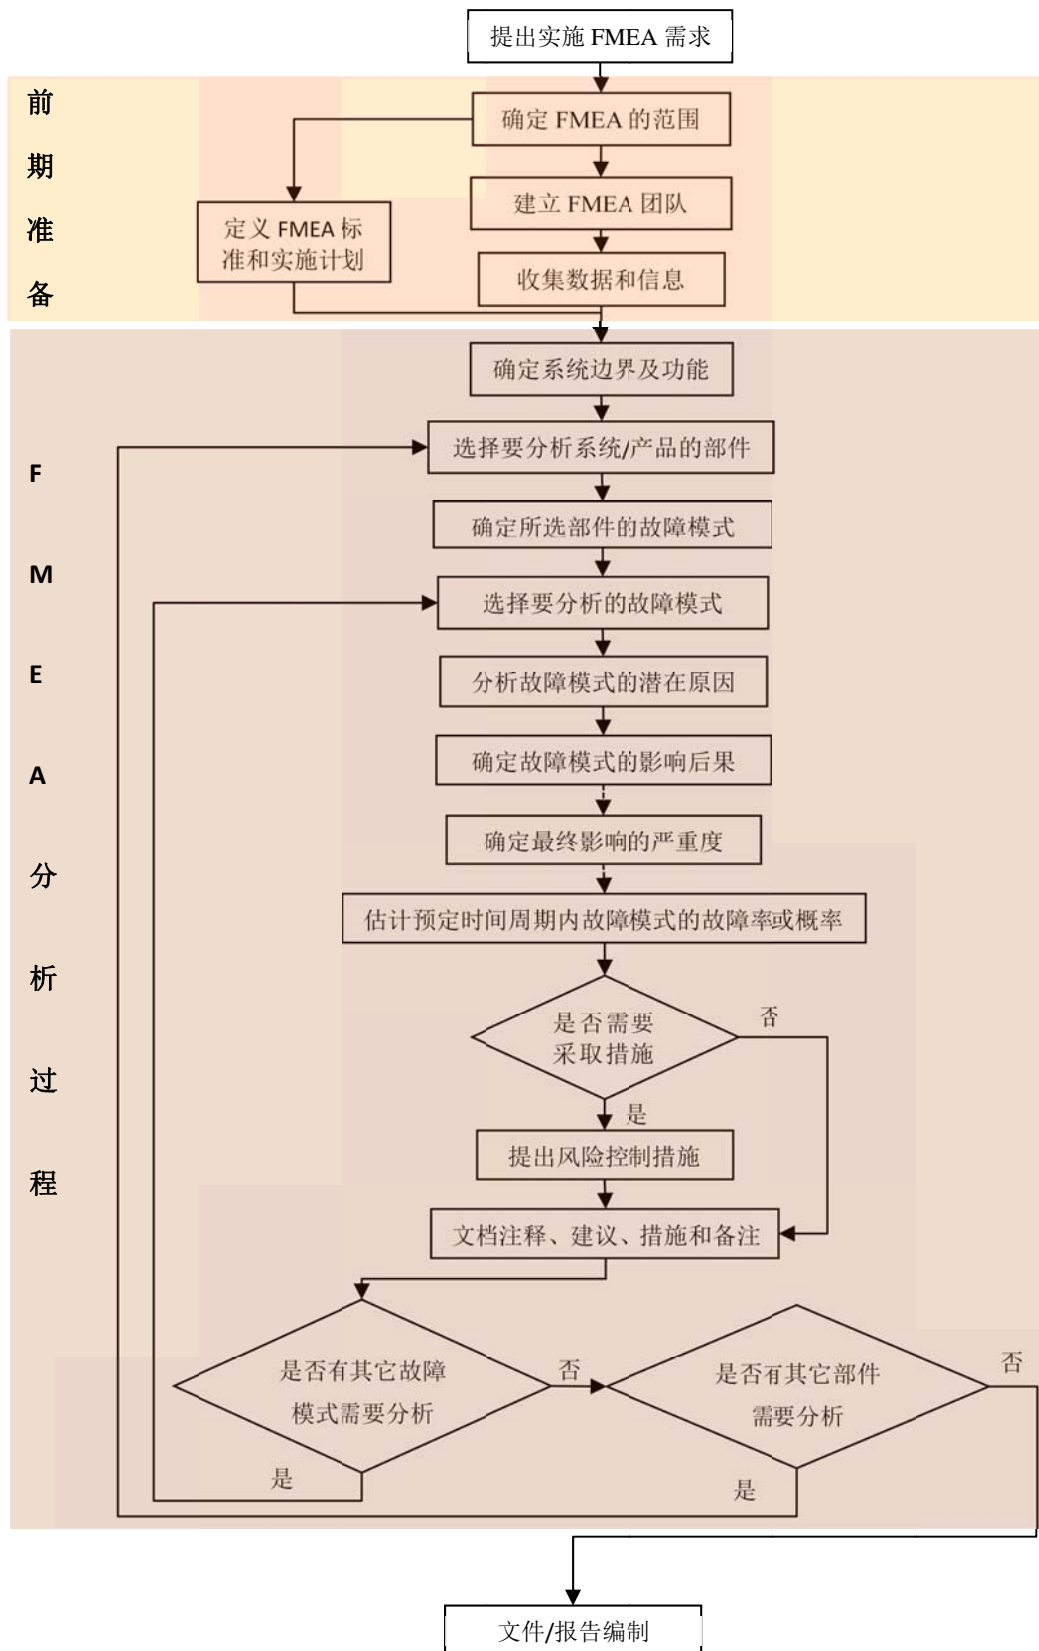 提出实施 FMEA 需求
前
期
准
备
确定 FMEA 的范围
建立 FMEA 团队
定义 FMEA 标
准和实施计划
收集数据和信息
F
M
E
A
分
析
过
程
确定系统边界及功能
选择要分析系统/产品的部件
确定所选部件的故障模式
选择要分析的故障模式
分析故障模式的潜在原因
确定故障模式的影响后果
确定最终影响的严重度
估计预定时间周期内故障模式的故障率或概率
是否需要
采取措施
否
是
提出风险控制措施
文档注释、建议、措施和备注
是否有其它故障
模式需要分析
否
是
是否有其它部件
需要分析
否
是
文件/报告编制